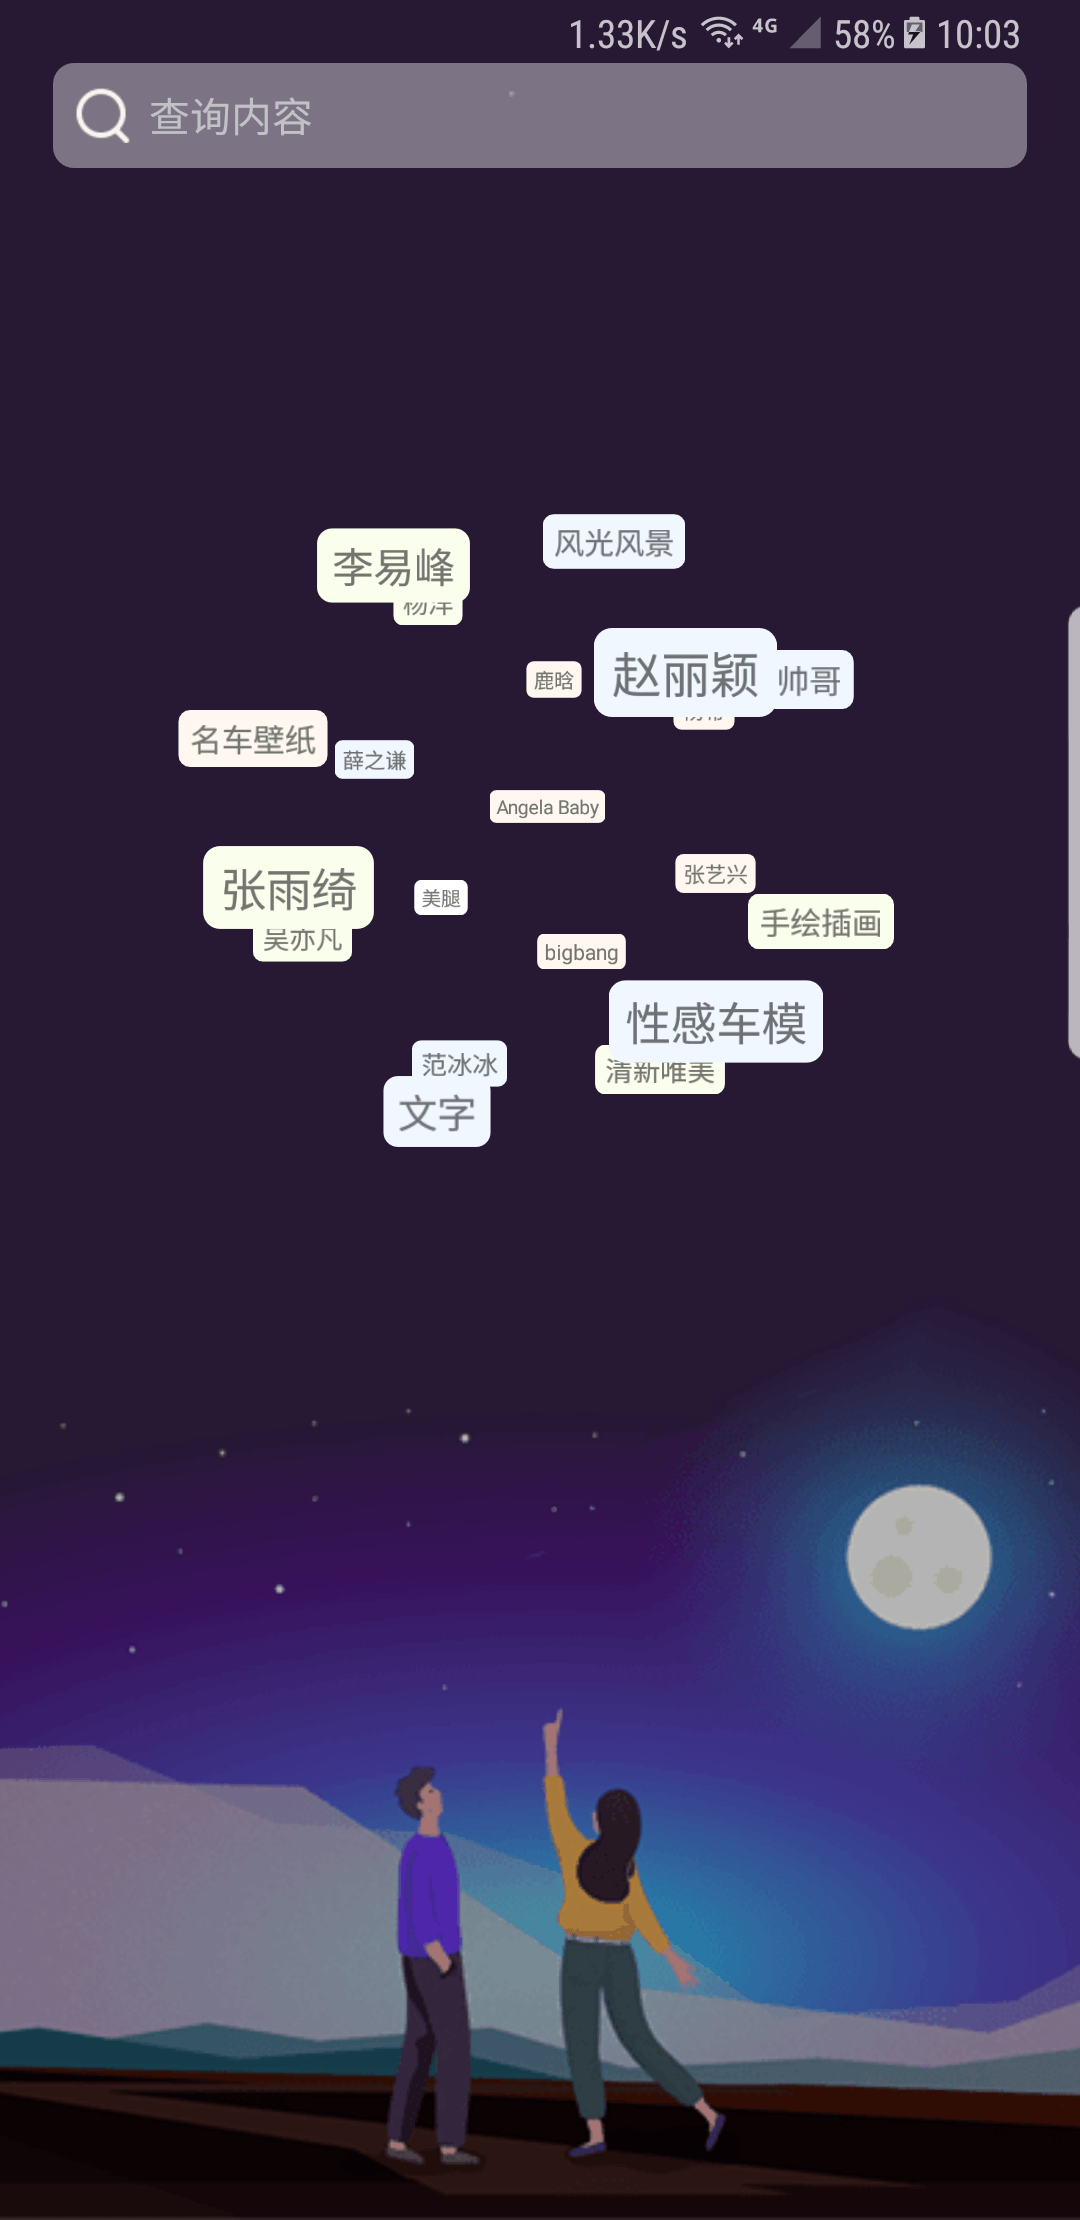 1.33K/s 4G 58% 10:03
查询内容
风光风景
李易峰
杨洋
赵丽颖
帅哥
鹿晗
名车壁纸
薛之谦
Angela Baby
张雨绮
张艺兴
美腿
手绘插画
吴亦凡
bigbang
性感车模
范冰冰
清新唯美
文字